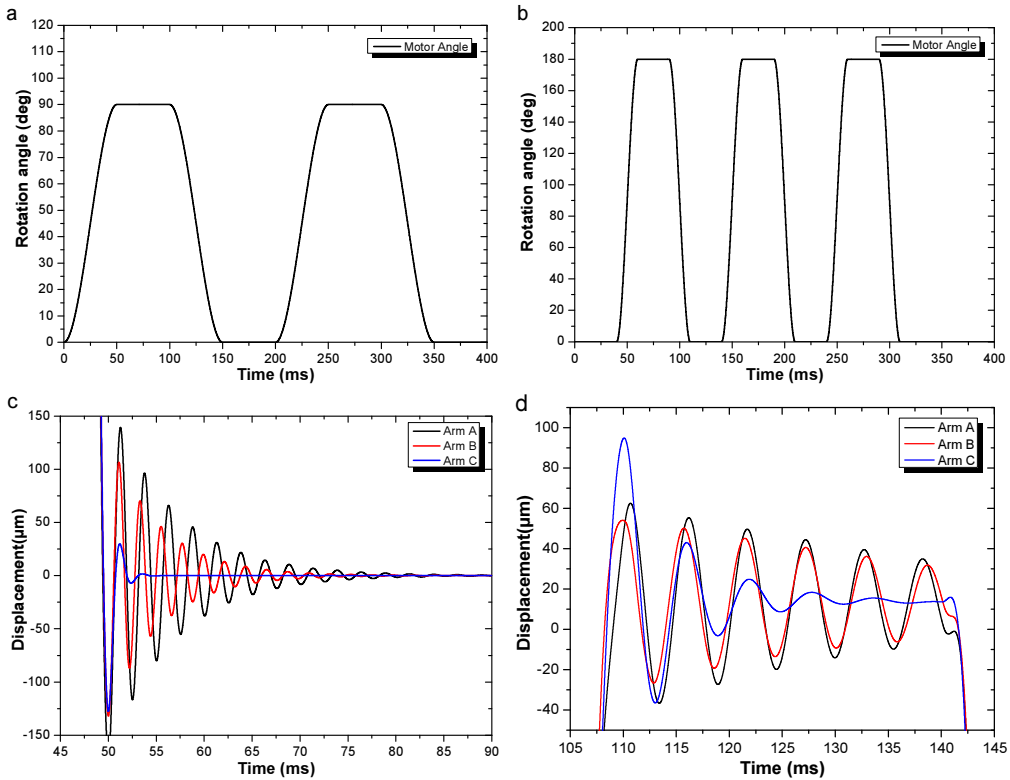 a
120
110
100
90
80
70
60
50
40
30
20
10
0
Rotation angle (deg)
Motor Angle
0 50 100 150 200 250 300 350 400
Time (ms)
b
200
180
160
140
120
100
80
60
40
20
0
Rotation angle (deg)
Motor Angle
0 50 100 150 200 250 300 350 400
Time (ms)
c
150
100
50
0
-50
-100
-150
Displacement(μm)
Arm A
Arm B
Arm C
45 50 55 60 65 70 75 80 85 90
Time (ms)
d
100
80
60
40
20
0
-20
-40
Displacement(μm)
Arm A
Arm B
Arm C
105 110 115 120 125 130 135 140 145
Time (ms)